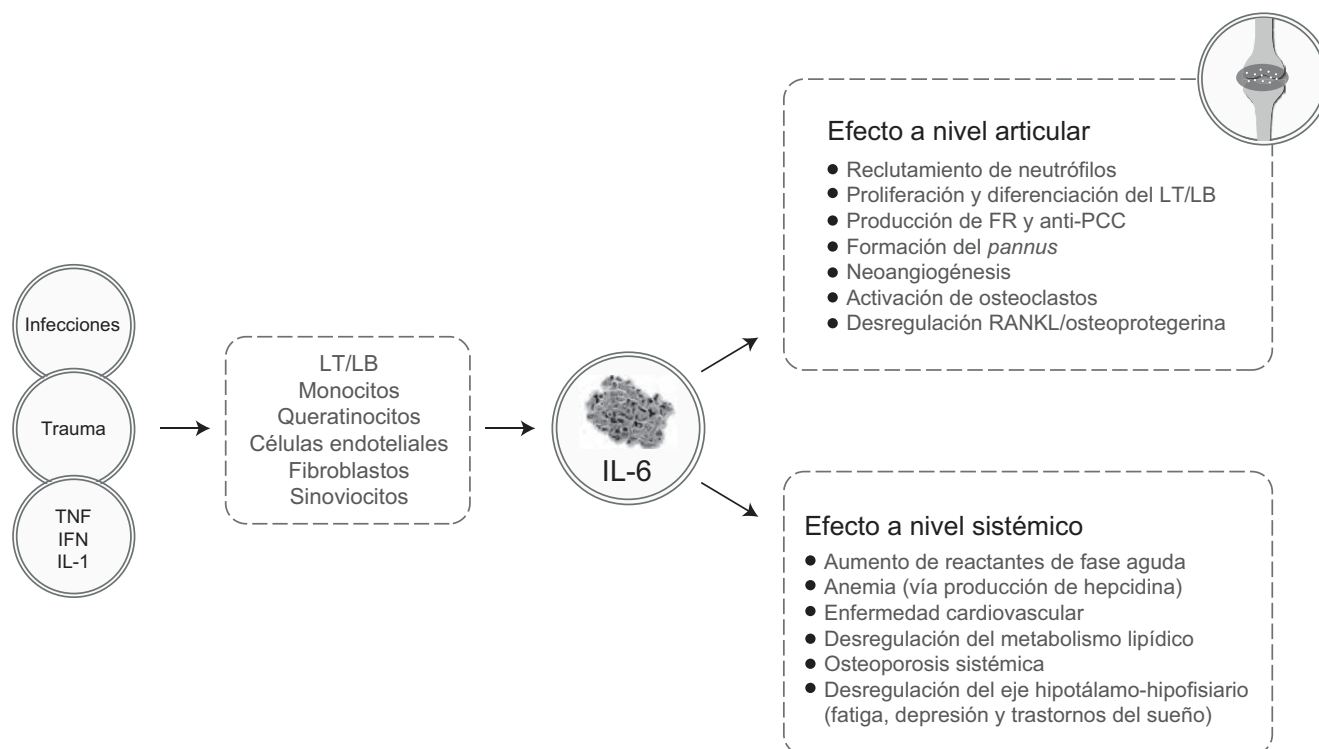 Infecciones
Trauma
TNF
IFN
IL-1
LT/LB
Monocitos
Queratinocitos
Células endoteliales
Fibroblastos
Sinoviocitos
IL-6
Efecto a nivel articular
● Reclutamiento de neutrófilos
● Proliferación y diferenciación del LT/LB
● Producción de FR y anti-PCC
● Formación del pannus
● Neoangiogénesis
● Activación de osteoclastos
● Desregulación RANKL/osteoprotegerina
Efecto a nivel sistémico
● Aumento de reactantes de fase aguda
● Anemia (vía producción de hepcidina)
● Enfermedad cardiovascular
● Desregulación del metabolismo lipídico
● Osteoporosis sistémica
● Desregulación del eje hipotálamo-hipofisiario
(fatiga, depresión y trastornos del sueño)